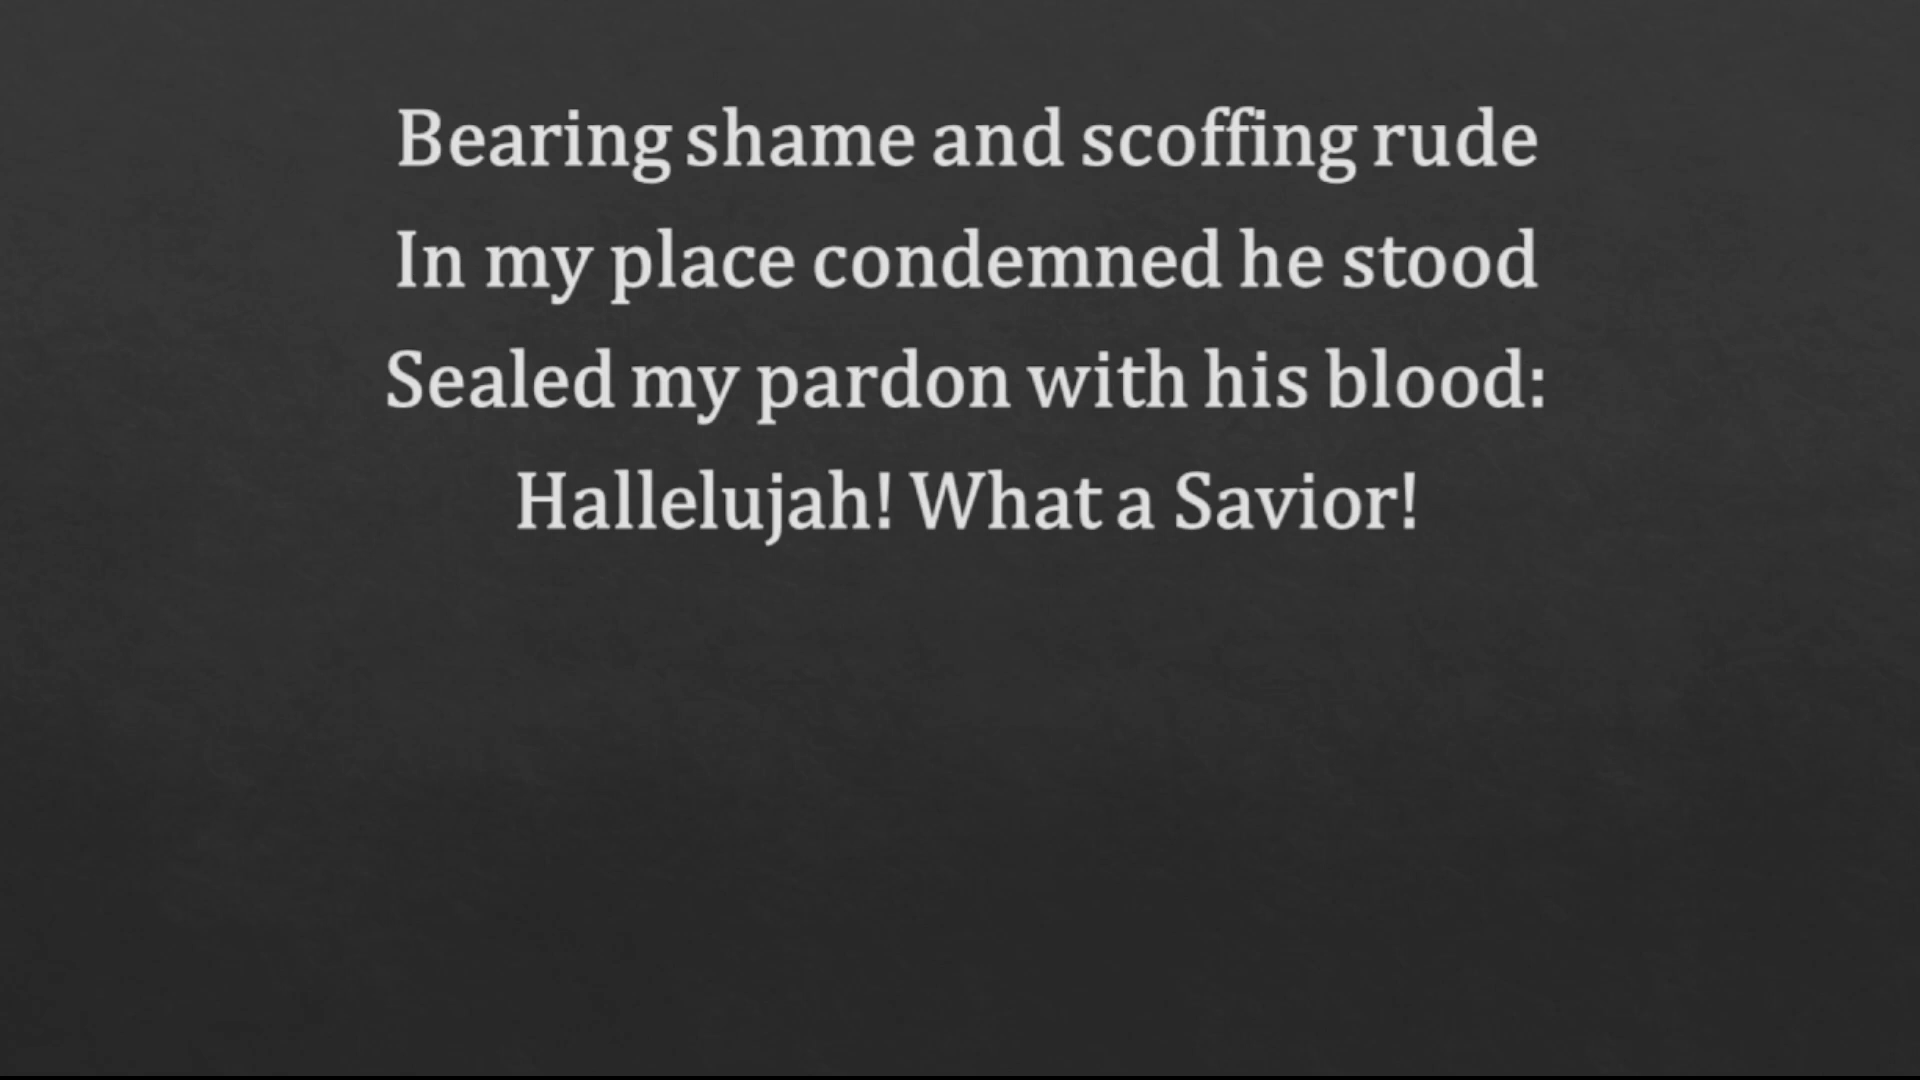 Bearing shame and scoffing rude
In my place condemned he stood
Sealed my pardon with his blood:
Hallelujah! What a Savior!